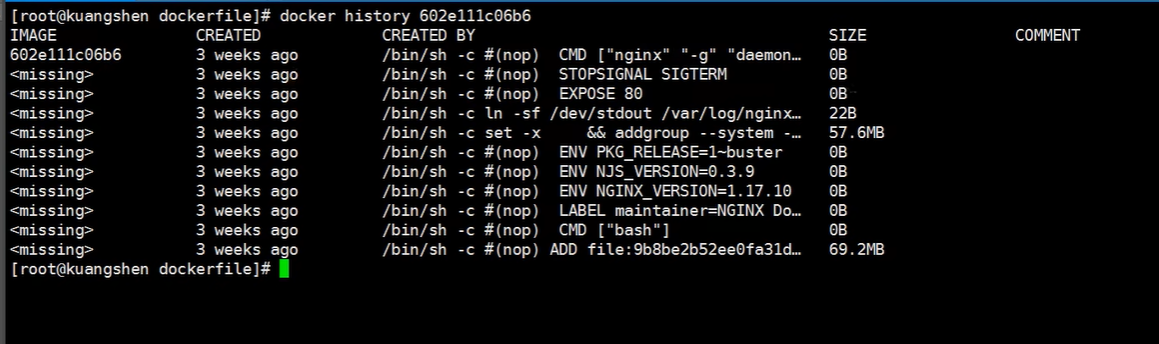 [root@kuangshen dockerfile]# docker history 602e111c06b6
IMAGE CREATED CREATED BY SIZE COMMENT
602e111c06b6 3 weeks ago /bin/sh -c #(nop) CMD ["nginx" "-g" "daemon… 0B
<missing> 3 weeks ago /bin/sh -c #(nop) STOPSIGNAL SIGTERM 0B
<missing> 3 weeks ago /bin/sh -c #(nop) EXPOSE 80 0B
<missing> 3 weeks ago /bin/sh -c ln -sf /dev/stdout /var/log/nginx… 22B
<missing> 3 weeks ago /bin/sh -c set -x && addgroup --system -… 57.6MB
<missing> 3 weeks ago /bin/sh -c #(nop) ENV PKG_RELEASE=1~buster 0B
<missing> 3 weeks ago /bin/sh -c #(nop) ENV NJS_VERSION=0.3.9 0B
<missing> 3 weeks ago /bin/sh -c #(nop) ENV NGINX_VERSION=1.17.10 0B
<missing> 3 weeks ago /bin/sh -c #(nop) LABEL maintainer=NGINX Do… 0B
<missing> 3 weeks ago /bin/sh -c #(nop) CMD ["bash"] 0B
<missing> 3 weeks ago /bin/sh -c #(nop) ADD file:9b8be2b52ee0fa31d… 69.2MB
[root@kuangshen dockerfile]#